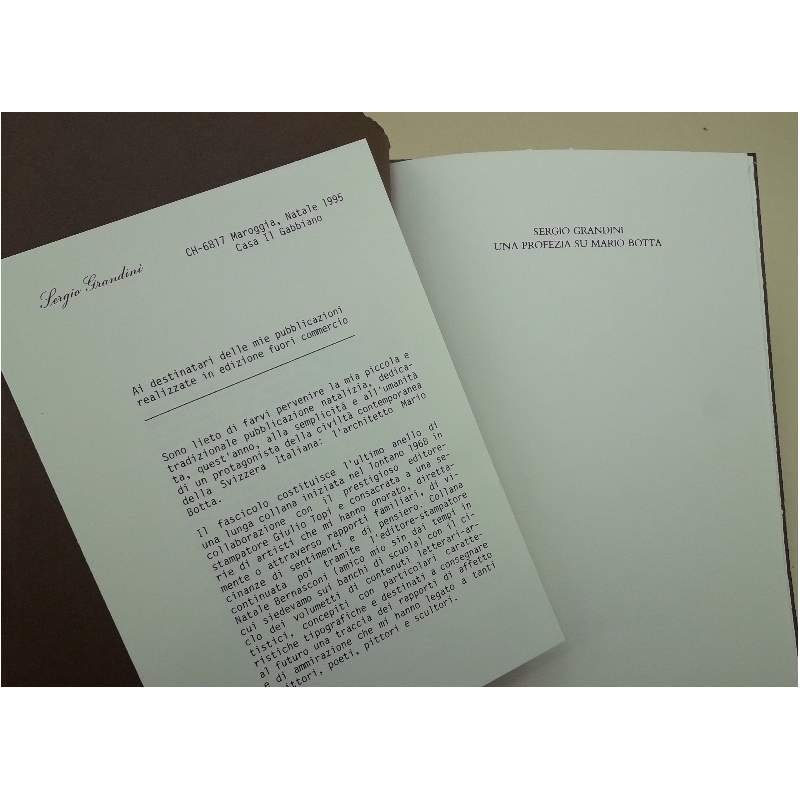 CH-6817 Maroggia, Natale 1995
Casa Il Gabbiano
Sergio Grandini
Ai destinatari delle mie pubblicazioni
realizzate in edizione fuori commercio
Sono lieto di farvi pervenire la mia piccola e
tradizionale pubblicazione natalizia, dedica-
ta, quest'anno, alla semplicità e all'umanità
di un protagonista della civiltà contemporanea
della Svizzera Italiana: l'architetto Mario
Botta.
Il fascicolo costituisce l'ultimo anello di
una lunga collana iniziata nel lontano 1968 in
collaborazione con il prestigioso editore-
stampatore Giulio Topi e consacrata a una se-
rie di artisti che mi hanno onorato, diretta-
mente o attraverso rapporti familiari, di vi-
cinanze di sentimenti e di pensiero. Collana
continuata poi tramite l'editore-stampatore
Natale Bernasconi (amico mio sin dai tempi in
cui siedevamo sui banchi di scuola) con il ci-
clo dei volumetti di contenuti letterari-ar-
tistici, concepiti con particolari caratte-
ristiche tipografiche e destinati a consegnare
al futuro una traccia dei rapporti di affetto
e di ammirazione che mi hanno legato a tanti
scrittori, poeti, pittori e scultori.
SERGIO GRANDINI
UNA PROFEZIA SU MARIO BOTTA